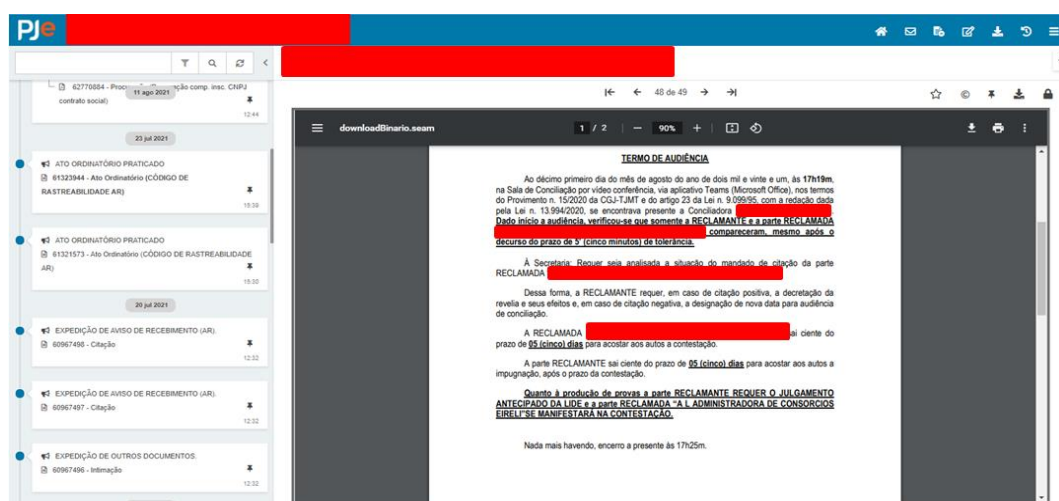 PJe
62770884 - Procu ção comp. insc. CNPJ
11 ago 2021
contrato social)
12:44
23 jul 2021
ATO ORDINATÓRIO PRATICADO
61323944 - Ato Ordinatório (CÓDIGO DE
RASTREABILIDADE AR)
15:39
ATO ORDINATÓRIO PRATICADO
61321573 - Ato Ordinatório (CÓDIGO DE RASTREABILIDADE
AR)
15:30
20 jul 2021
EXPEDIÇÃO DE AVISO DE RECEBIMENTO (AR).
60967498 - Citação
12:32
EXPEDIÇÃO DE AVISO DE RECEBIMENTO (AR).
60967497 - Citação
12:32
EXPEDIÇÃO DE OUTROS DOCUMENTOS.
60967496 - Intimação
12:32
48 de 49
downloadBinario.seam
1 / 2 — 90% +
TERMO DE AUDIÊNCIA
Ao décimo primeiro dia do mês de agosto do ano de dois mil e vinte e um, às 17h19m,
na Sala de Conciliação por vídeo conferência, via aplicativo Teams (Microsoft Office), nos termos
do Provimento n. 15/2020 da CGJ-TJMT e do artigo 23 da Lei n. 9.099/95, com a redação dada
pela Lei n. 13.994/2020, se encontrava presente a Conciliadora
Dado início a audiência, verificou-se que somente a RECLAMANTE e a parte RECLAMADA
compareceram, mesmo após o
decurso do prazo de 5' (cinco minutos) de tolerância.
À Secretaria: Requer seja analisada a situação do mandado de citação da parte
RECLAMADA
Dessa forma, a RECLAMANTE requer, em caso de citação positiva, a decretação da
revelia e seus efeitos e, em caso de citação negativa, a designação de nova data para audiência
de conciliação.
A RECLAMADA ai ciente do
prazo de 05 (cinco) dias para acostar aos autos a contestação.
A parte RECLAMANTE sai ciente do prazo de 05 (cinco) dias para acostar aos autos a
impugnação, após o prazo da contestação.
Quanto à produção de provas a parte RECLAMANTE REQUER O JULGAMENTO
ANTECIPADO DA LIDE e a parte RECLAMADA "A L ADMINISTRADORA DE CONSORCIOS
EIRELI"SE MANIFESTARÁ NA CONTESTAÇÃO.
Nada mais havendo, encerro a presente às 17h25m.